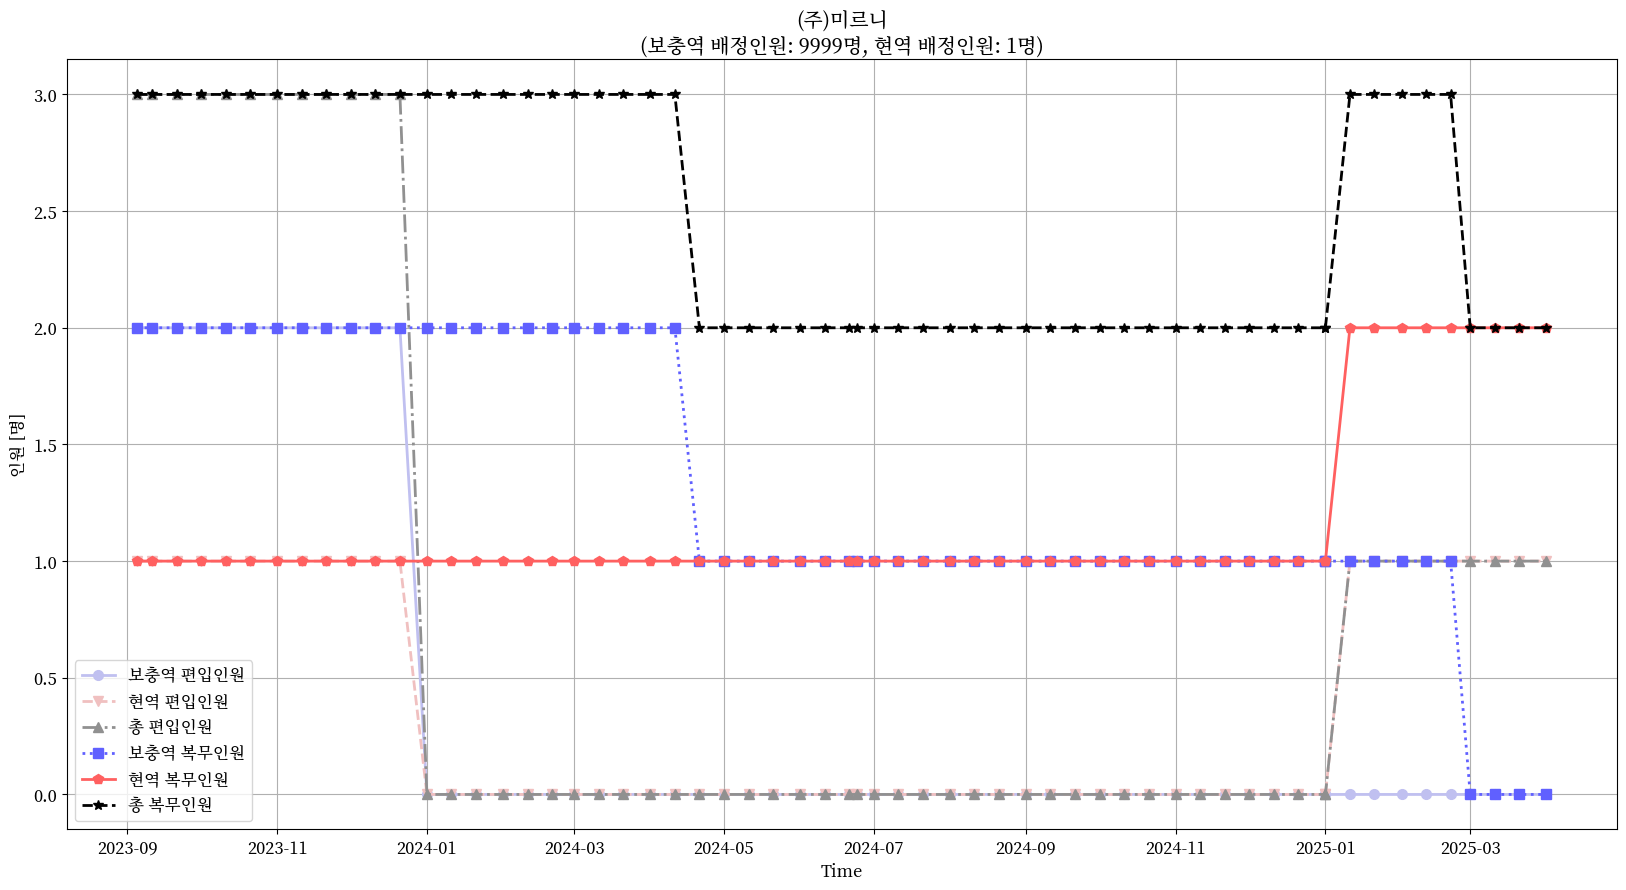 (주)미르니
(보충역 배정인원: 9999명, 현역 배정인원: 1명)
인원 [명]
3.0
2.5
2.0
1.5
1.0
0.5
0.0
보충역 편입인원
현역 편입인원
총 편입인원
보충역 복무인원
현역 복무인원
총 복무인원
2023-09 2023-11 2024-01 2024-03 2024-05 2024-07 2024-09 2024-11 2025-01 2025-03
Time